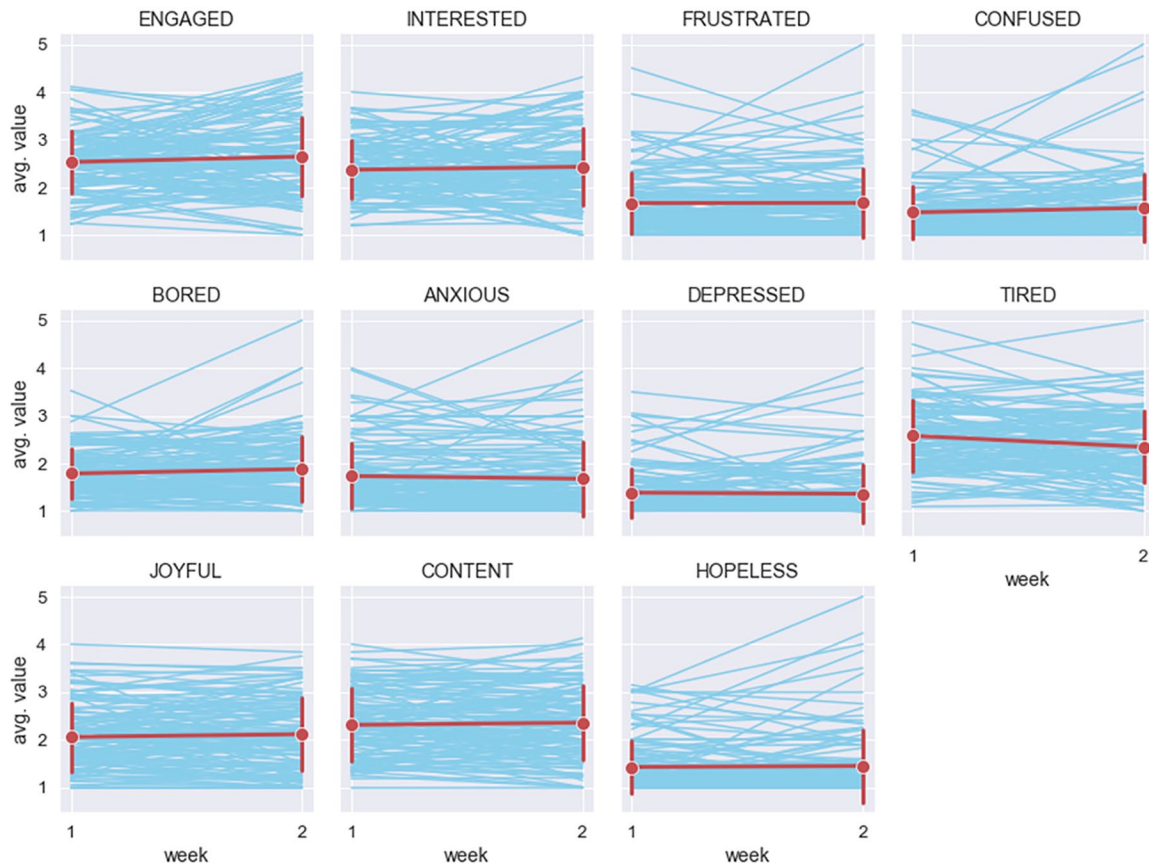 ENGAGED INTERESTED FRUSTRATED CONFUSED
5
4
3
2
1
avg. value
BORED ANXIOUS DEPRESSED TIRED
5
4
3
2
1
avg. value
1 2
week
JOYFUL CONTENT HOPELESS
5
4
3
2
1
avg. value
1 2 1 2 1 2
week week week